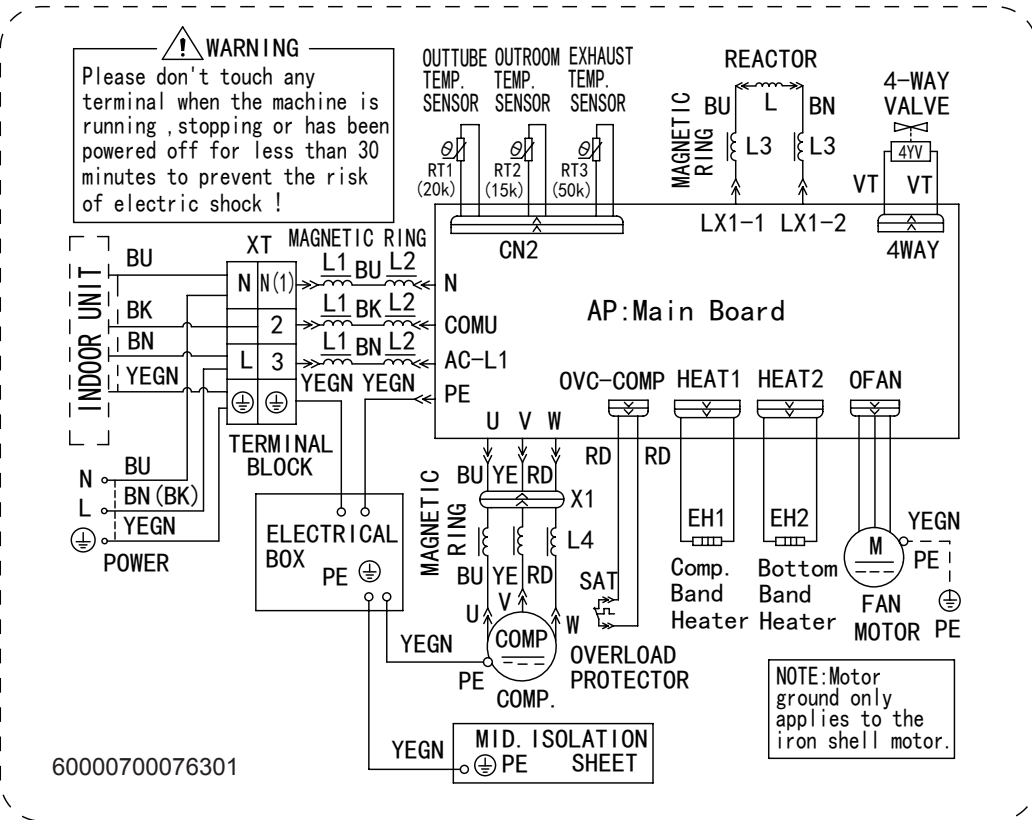 WARNING
Please don't touch any
terminal when the machine is
running ,stopping or has been
powered off for less than 30
minutes to prevent the risk
of electric shock !
OUTTUBE OUTROOM EXHAUST
TEMP. TEMP. TEMP.
SENSOR SENSOR SENSOR
RT1 RT2 RT3
(20k) (15k) (50k)
CN2
REACTOR
BU L BN
MAGNETIC
RING
L3 L3
LX1-1 LX1-2
4-WAY
VALVE
4YV
VT VT
4WAY
INDOOR UNIT
BU
BK
BN
YEGN
XT
MAGNETIC RING
N N(1) L1 BU L2 N
2 L1 BK L2 COMU
L 3 L1 BN L2 AC-L1
YEGN YEGN PE
TERMINAL
BLOCK
AP:Main Board
OVC-COMP HEAT1 HEAT2 OFAN
U V W
RD RD
N BU
L BN(BK)
YEGN
POWER
BU YE RD
X1
MAGNETIC
RING
L4
BU YE RD
ELECTRICAL
BOX
PE
SAT
U V W
COMP
PE
COMP.
OVERLOAD
PROTECTOR
EH1
Comp.
Band
Heater
EH2
Bottom
Band
Heater
M
FAN
MOTOR
YEGN
PE
PE
YEGN
YEGN
MID. ISOLATION
PE SHEET
NOTE:Motor
ground only
applies to the
iron shell motor.
60000700076301